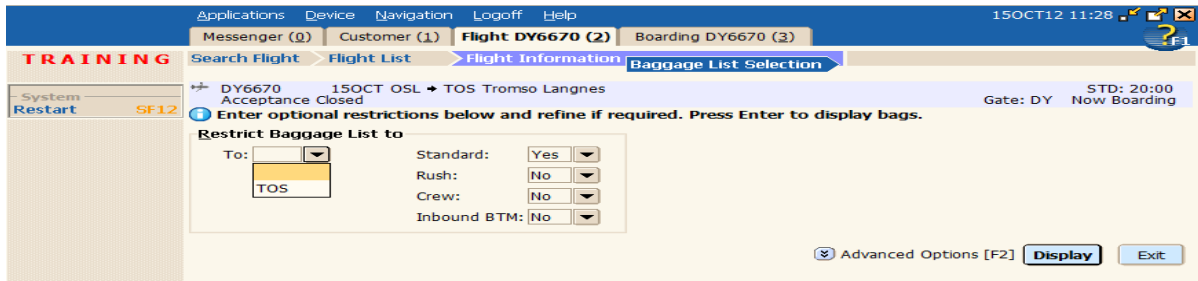 Applications Device Navigation Logoff Help 15OCT12 11:28
Messenger (0) Customer (1) Flight DY6670 (2) Boarding DY6670 (3)
?F1
TRAINING
Search Flight Flight List Flight Information Baggage List Selection
System
Restart SF12
DY6670 15OCT OSL → TOS Tromso Langnes STD: 20:00
Acceptance Closed Gate: DY Now Boarding
Enter optional restrictions below and refine if required. Press Enter to display bags.
Restrict Baggage List to
To: Standard: Yes
TOS
Rush: No
Crew: No
Inbound BTM: No
Advanced Options [F2] Display Exit